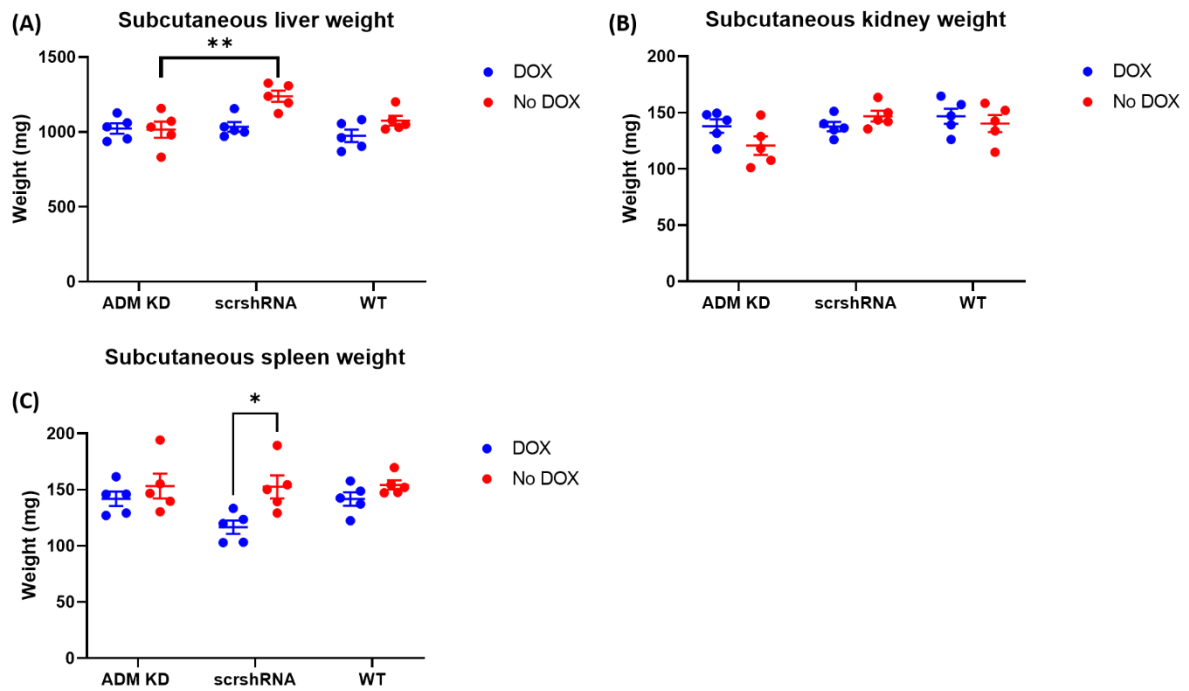 (A)
Subcutaneous liver weight
**
1500
1000
500
0
Weight (mg)
ADM KD
scrshRNA
WT
DOX
No DOX
(B)
Subcutaneous kidney weight
200
150
100
50
0
Weight (mg)
ADM KD
scrshRNA
WT
DOX
No DOX
Subcutaneous spleen weight
(C)
*
200
150
100
50
0
Weight (mg)
ADM KD
scrshRNA
WT
DOX
No DOX